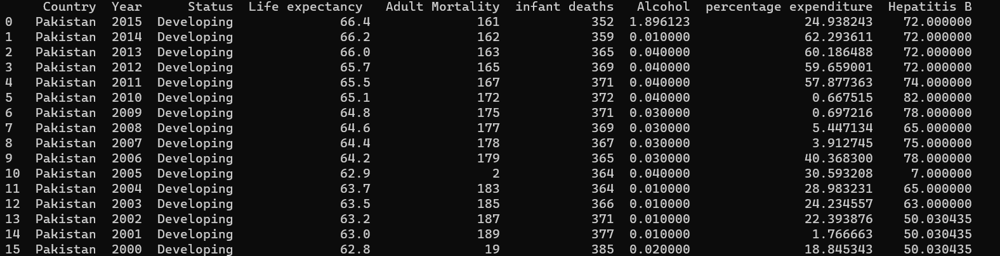 Country Year Status Life expectancy Adult Mortality infant deaths Alcohol percentage expenditure Hepatitis B
0 Pakistan 2015 Developing 66.4 161 352 1.896123 24.938243 72.000000
1 Pakistan 2014 Developing 66.2 162 359 0.010000 62.293611 72.000000
2 Pakistan 2013 Developing 66.0 163 365 0.040000 60.186488 72.000000
3 Pakistan 2012 Developing 65.7 165 369 0.040000 59.659001 72.000000
4 Pakistan 2011 Developing 65.5 167 371 0.040000 57.877363 74.000000
5 Pakistan 2010 Developing 65.1 172 372 0.040000 0.667515 82.000000
6 Pakistan 2009 Developing 64.8 175 371 0.030000 0.697216 78.000000
7 Pakistan 2008 Developing 64.6 177 369 0.030000 5.447134 65.000000
8 Pakistan 2007 Developing 64.4 178 367 0.030000 3.912745 75.000000
9 Pakistan 2006 Developing 64.2 179 365 0.030000 40.368300 78.000000
10 Pakistan 2005 Developing 62.9 2 364 0.040000 30.593208 7.000000
11 Pakistan 2004 Developing 63.7 183 364 0.010000 28.983231 65.000000
12 Pakistan 2003 Developing 63.5 185 366 0.010000 24.234557 63.000000
13 Pakistan 2002 Developing 63.2 187 371 0.010000 22.393876 50.030435
14 Pakistan 2001 Developing 63.0 189 377 0.010000 1.766663 50.030435
15 Pakistan 2000 Developing 62.8 19 385 0.020000 18.845343 50.030435